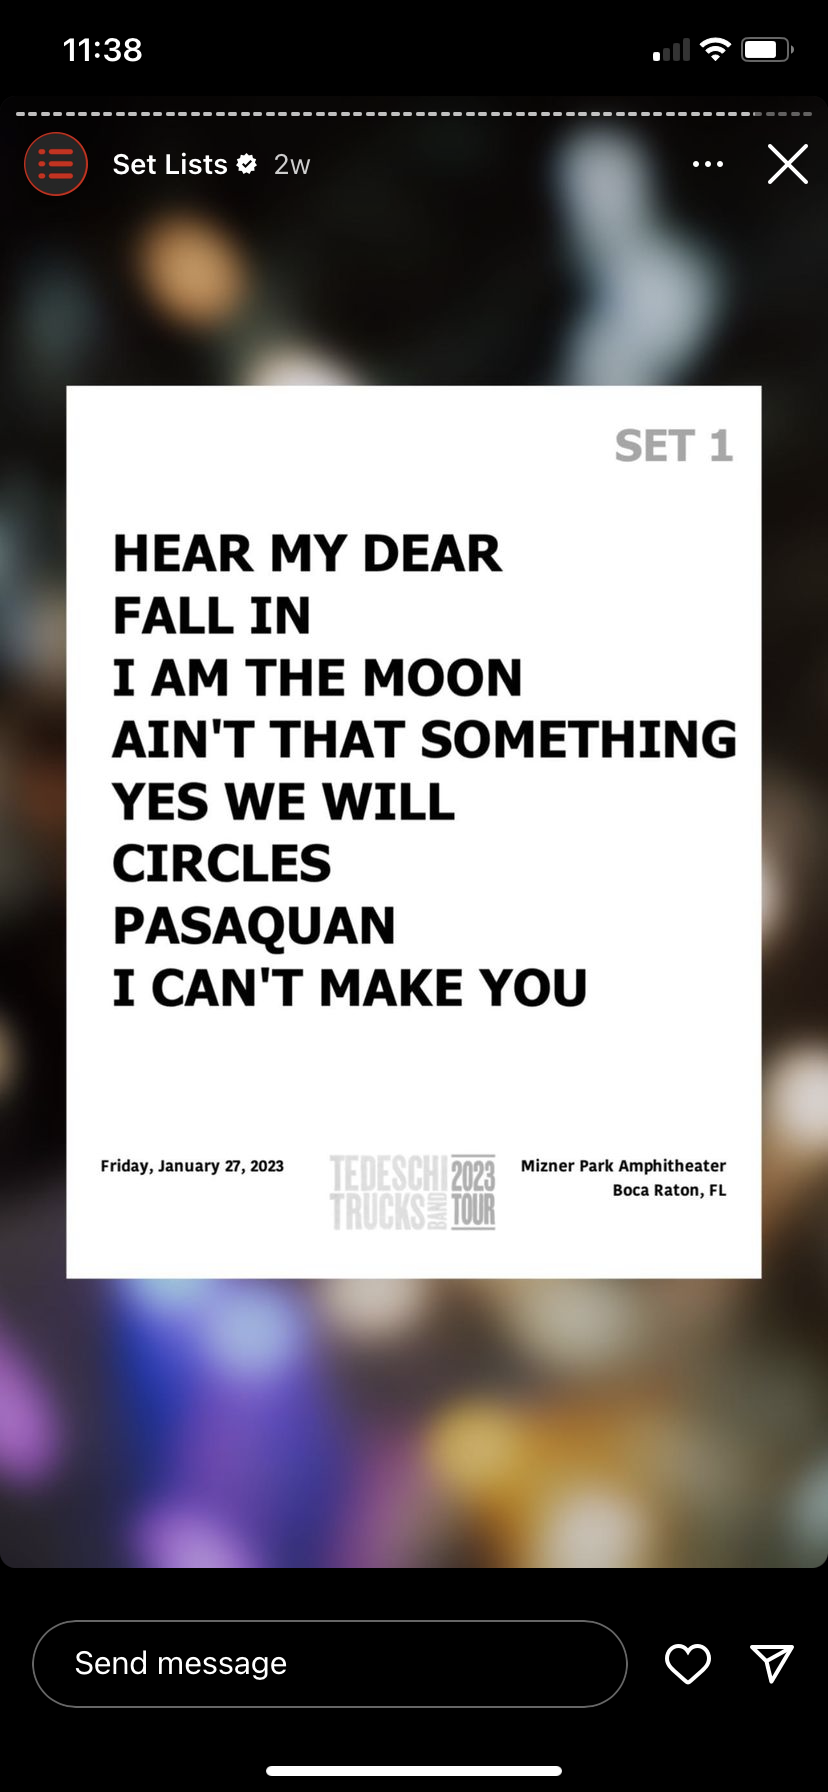 11:38
Set Lists 2w
SET 1
HEAR MY DEAR
FALL IN
I AM THE MOON
AIN'T THAT SOMETHING
YES WE WILL
CIRCLES
PASAQUAN
I CAN'T MAKE YOU
Friday, January 27, 2023
TEDESCHI
TRUCKS BAND
2023
TOUR
Mizner Park Amphitheater
Boca Raton, FL
Send message